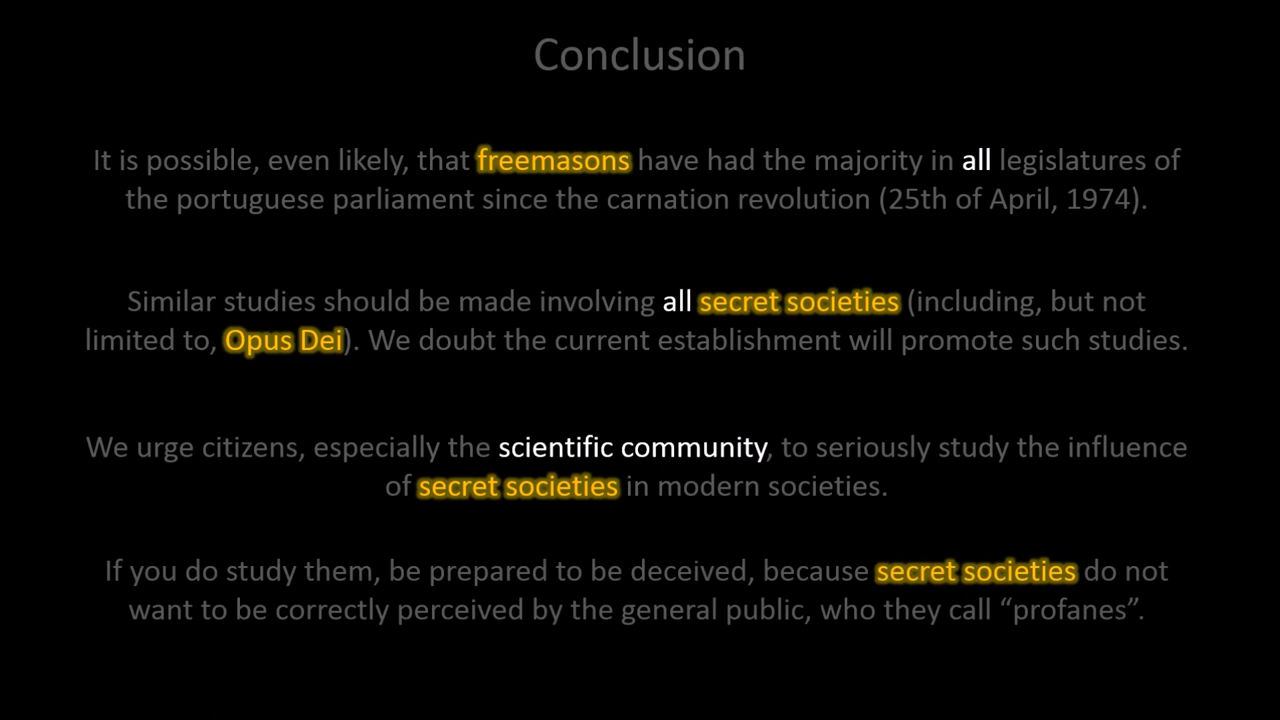 Conclusion
It is possible, even likely, that freemasons have had the majority in all legislatures of
the portuguese parliament since the carnation revolution (25th of April, 1974).
Similar studies should be made involving all secret societies (including, but not
limited to, Opus Dei). We doubt the current establishment will promote such studies.
We urge citizens, especially the scientific community, to seriously study the influence
of secret societies in modern societies.
If you do study them, be prepared to be deceived, because secret societies do not
want to be correctly perceived by the general public, who they call “profanes”.